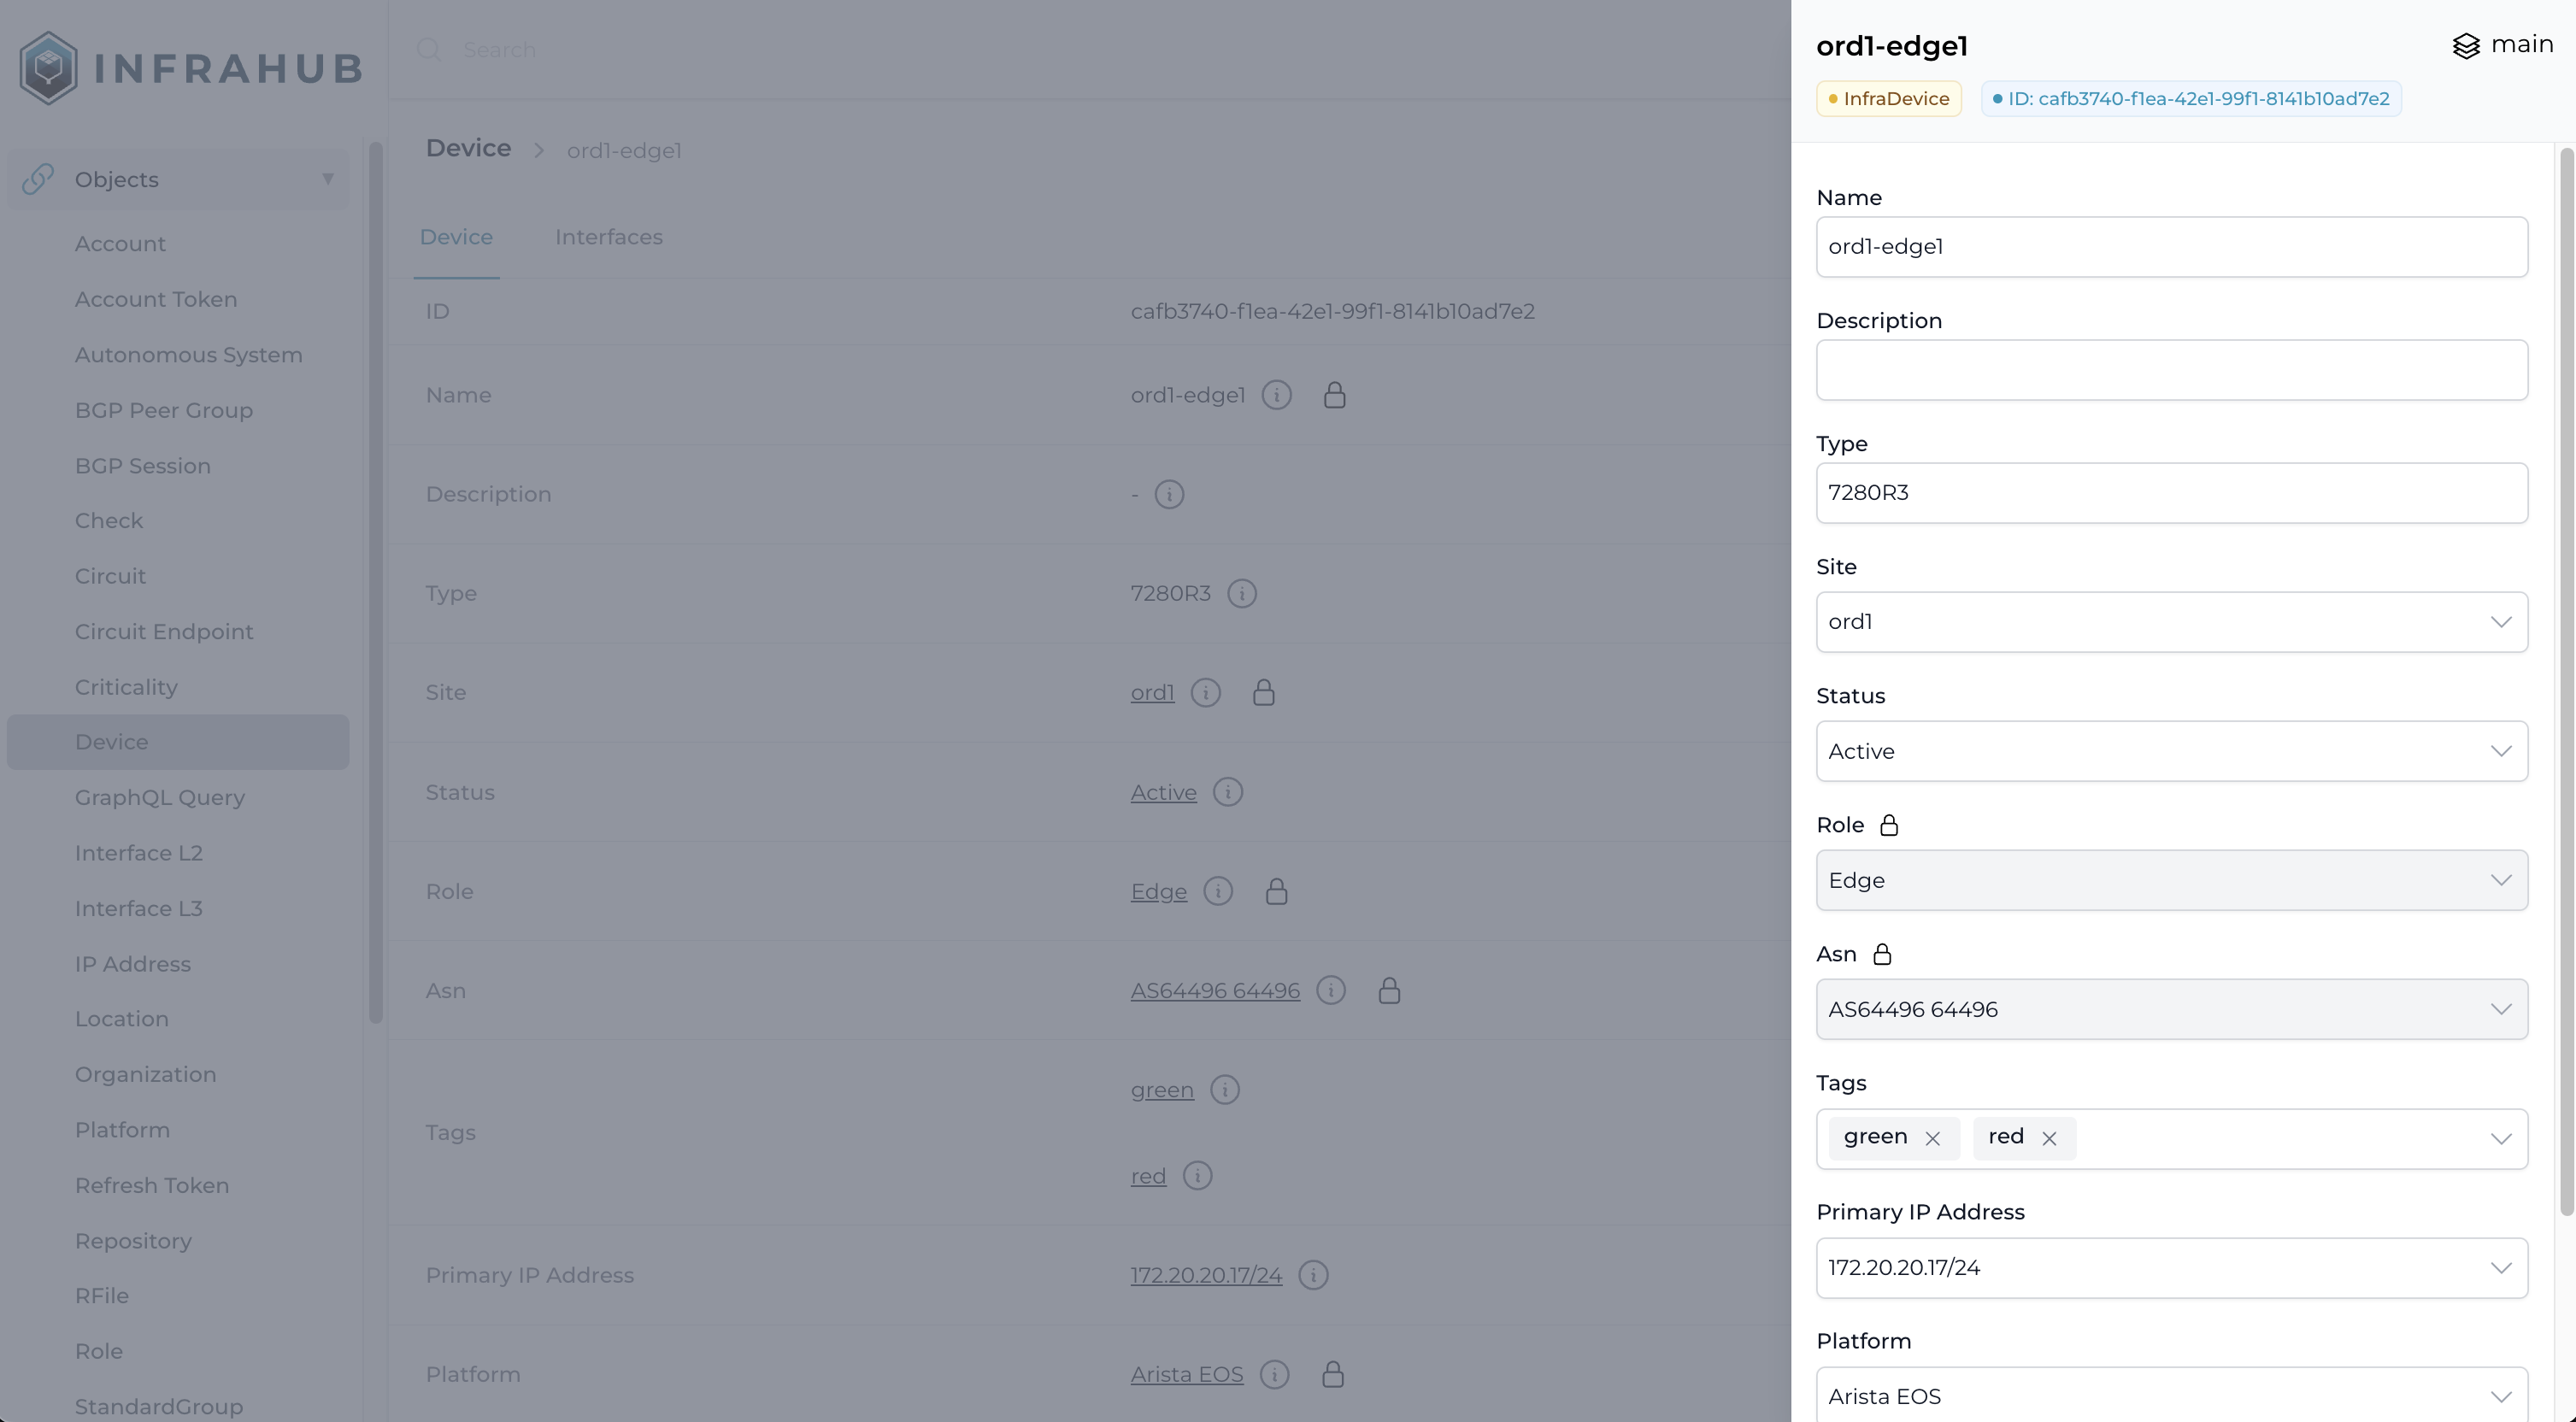 INFRAHUB
Objects
Account
Account Token
Autonomous System
BGP Peer Group
BGP Session
Check
Circuit
Circuit Endpoint
Criticality
Device
GraphQL Query
Interface L2
Interface L3
IP Address
Location
Organization
Platform
Refresh Token
Repository
RFile
Role
StandardGroup
Search
Device > ord1-edge1
Device Interfaces
ID cafb3740-f1ea-42e1-99f1-8141b10ad7e2
Name ord1-edge1
Description -
Type 7280R3
Site ord1
Status Active
Role Edge
Asn AS64496 64496
Tags green
red
Primary IP Address 172.20.20.17/24
Platform Arista EOS
ord1-edge1 main
InfraDevice ID: cafb3740-f1ea-42e1-99f1-8141b10ad7e2
Name
ord1-edge1
Description
Type
7280R3
Site
ord1
Status
Active
Role
Edge
Asn
AS64496 64496
Tags
green red
Primary IP Address
172.20.20.17/24
Platform
Arista EOS